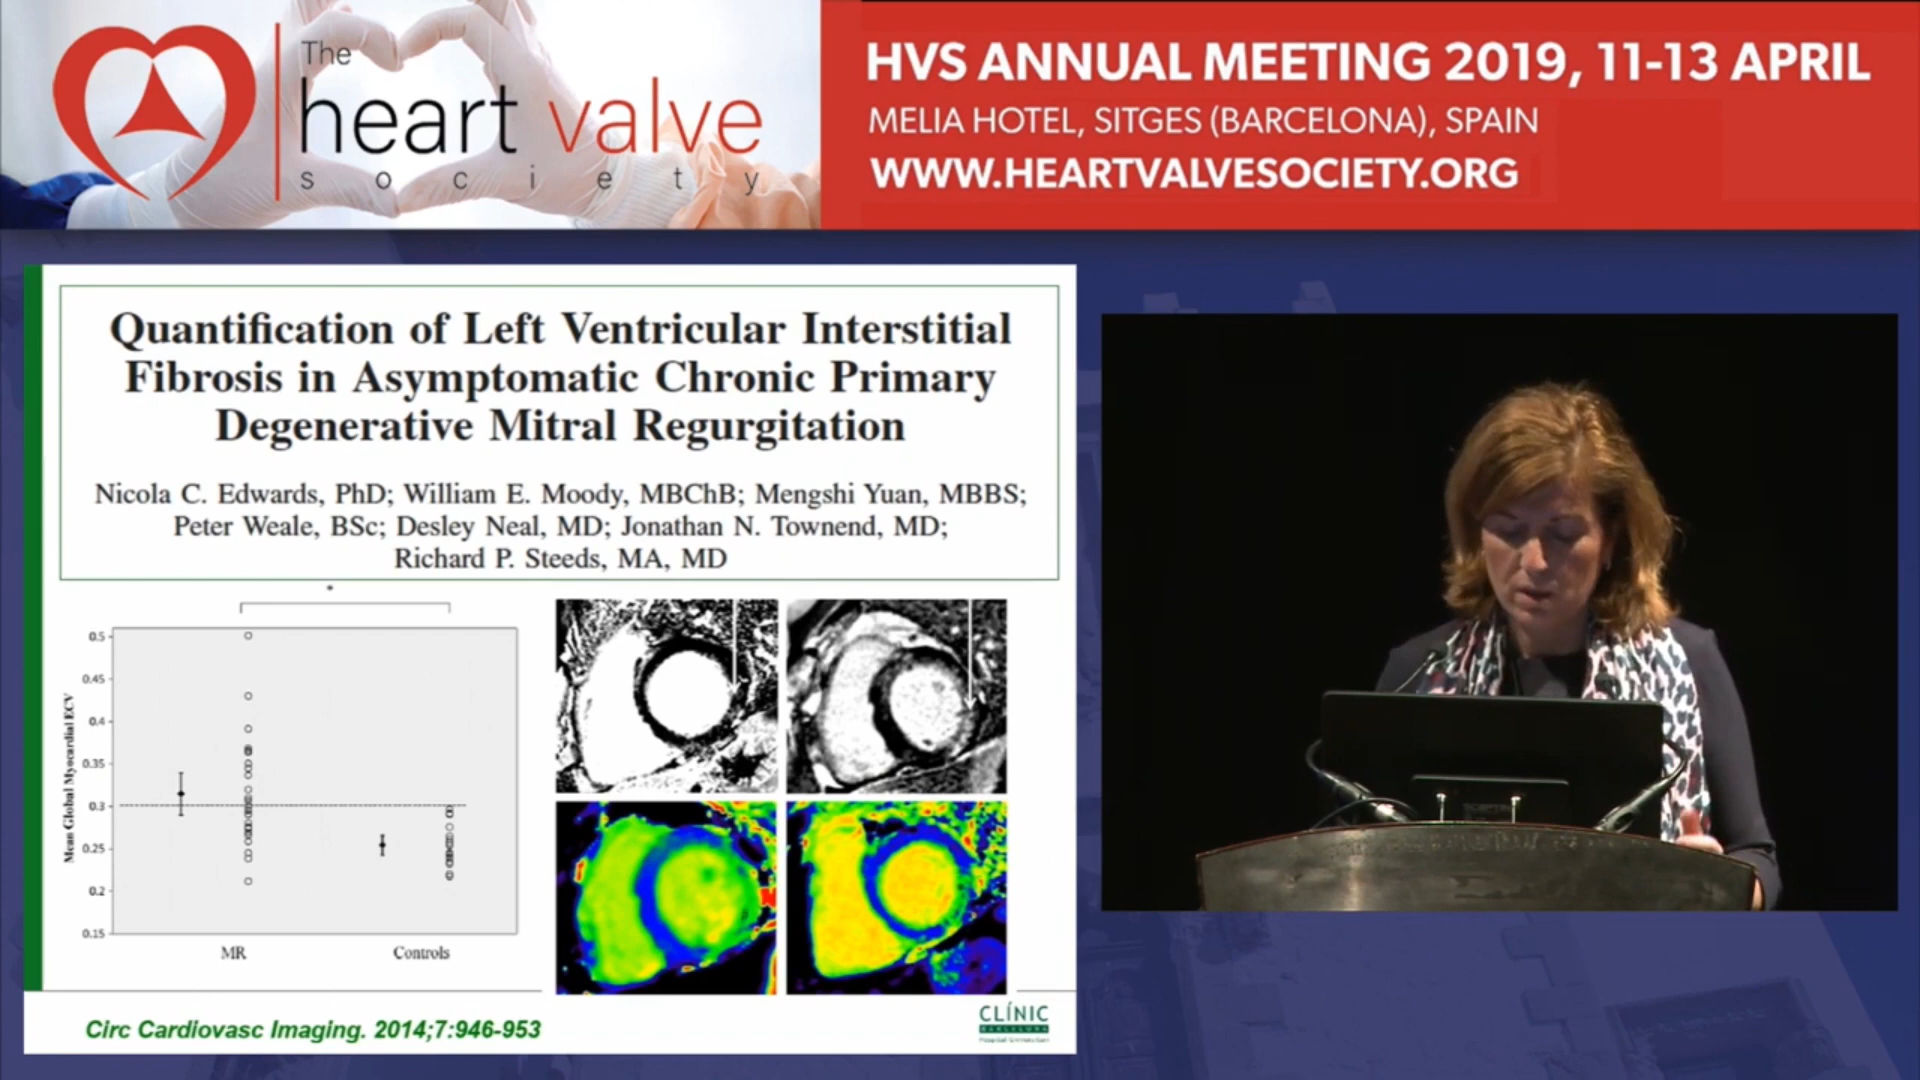 The
heart valve
society
HVS ANNUAL MEETING 2019, 11-13 APRIL
MELIA HOTEL, SITGES (BARCELONA), SPAIN
WWW.HEARTVALVESOCIETY.ORG
Quantification of Left Ventricular Interstitial
Fibrosis in Asymptomatic Chronic Primary
Degenerative Mitral Regurgitation
Nicola C. Edwards, PhD; William E. Moody, MBChB; Mengshi Yuan, MBBS;
Peter Weale, BSc; Desley Neal, MD; Jonathan N. Townend, MD;
Richard P. Steeds, MA, MD
*
Mean Global Myocardial ECV
0.5
0.45
0.4
0.35
0.3
0.25
0.2
0.15
MR
Controls
Circ Cardiovasc Imaging. 2014;7:946-953
CLÍNIC
BARCELONA